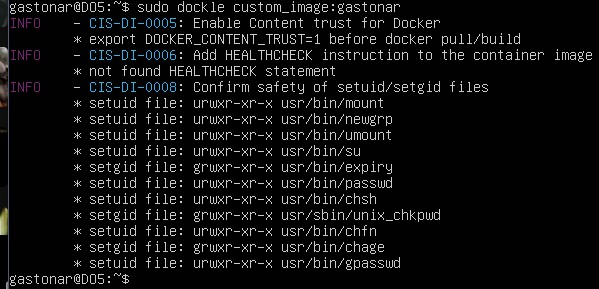 gastonar@DO5:~$ sudo dockle custom_image:gastonar
INFO - CIS-DI-0005: Enable Content trust for Docker
* export DOCKER_CONTENT_TRUST=1 before docker pull/build
INFO - CIS-DI-0006: Add HEALTHCHECK instruction to the container image
* not found HEALTHCHECK statement
INFO - CIS-DI-0008: Confirm safety of setuid/setgid files
* setuid file: urwxr-xr-x usr/bin/mount
* setuid file: urwxr-xr-x usr/bin/newgrp
* setuid file: urwxr-xr-x usr/bin/umount
* setuid file: urwxr-xr-x usr/bin/su
* setgid file: grwxr-xr-x usr/bin/expiry
* setuid file: urwxr-xr-x usr/bin/passwd
* setuid file: urwxr-xr-x usr/bin/chsh
* setgid file: grwxr-xr-x usr/sbin/unix_chkpwd
* setuid file: urwxr-xr-x usr/bin/chfn
* setgid file: grwxr-xr-x usr/bin/chage
* setuid file: urwxr-xr-x usr/bin/gpasswd
gastonar@DO5:~$